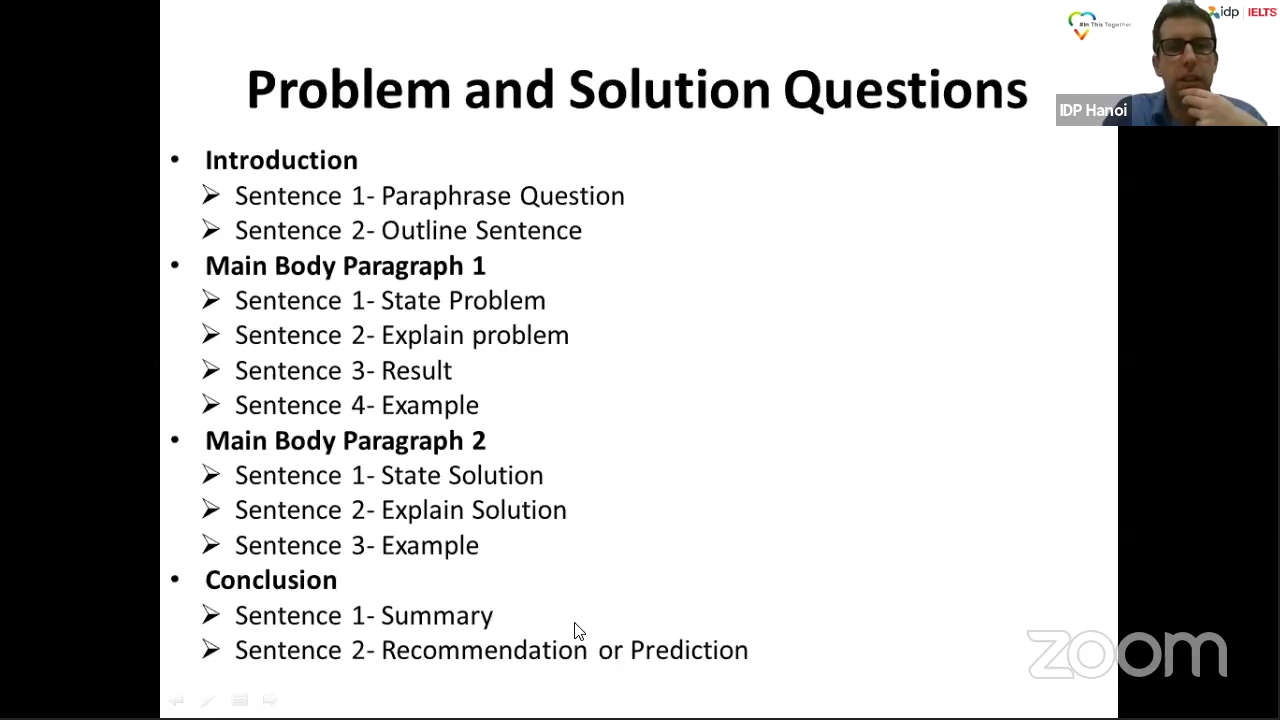 #In This Together
idp IELTS
Problem and Solution Questions
IDP Hanoi
• Introduction
➢ Sentence 1- Paraphrase Question
➢ Sentence 2- Outline Sentence
• Main Body Paragraph 1
➢ Sentence 1- State Problem
➢ Sentence 2- Explain problem
➢ Sentence 3- Result
➢ Sentence 4- Example
• Main Body Paragraph 2
➢ Sentence 1- State Solution
➢ Sentence 2- Explain Solution
➢ Sentence 3- Example
• Conclusion
➢ Sentence 1- Summary
➢ Sentence 2- Recommendation or Prediction
zoom